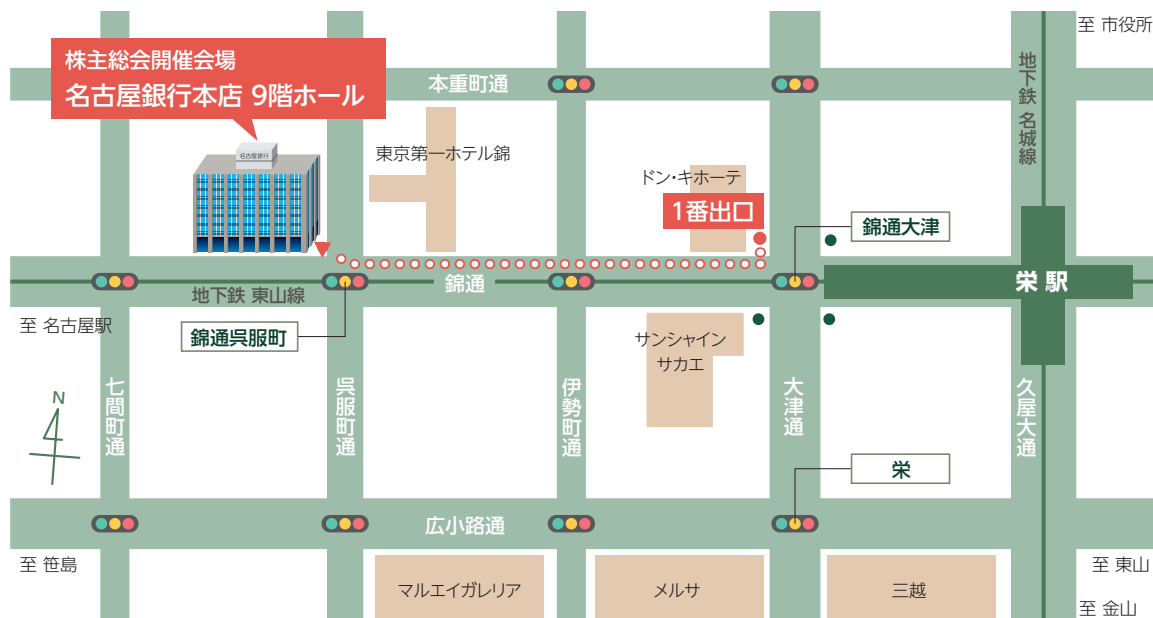 至 市役所
株主総会開催会場
名古屋銀行本店 9階ホール
本重町通
地下鉄 名城線
名古屋銀行
東京第一ホテル錦
ドン・キホーテ
1番出口
錦通大津
栄駅
錦通
地下鉄 東山線
至 名古屋駅
錦通呉服町
サンシャイン
サカエ
N
七間町通
呉服町通
伊勢町通
大津通
久屋大通
栄
広小路通
至 笹島
至 東山
マルエイガレリア
メルサ
三越
至 金山